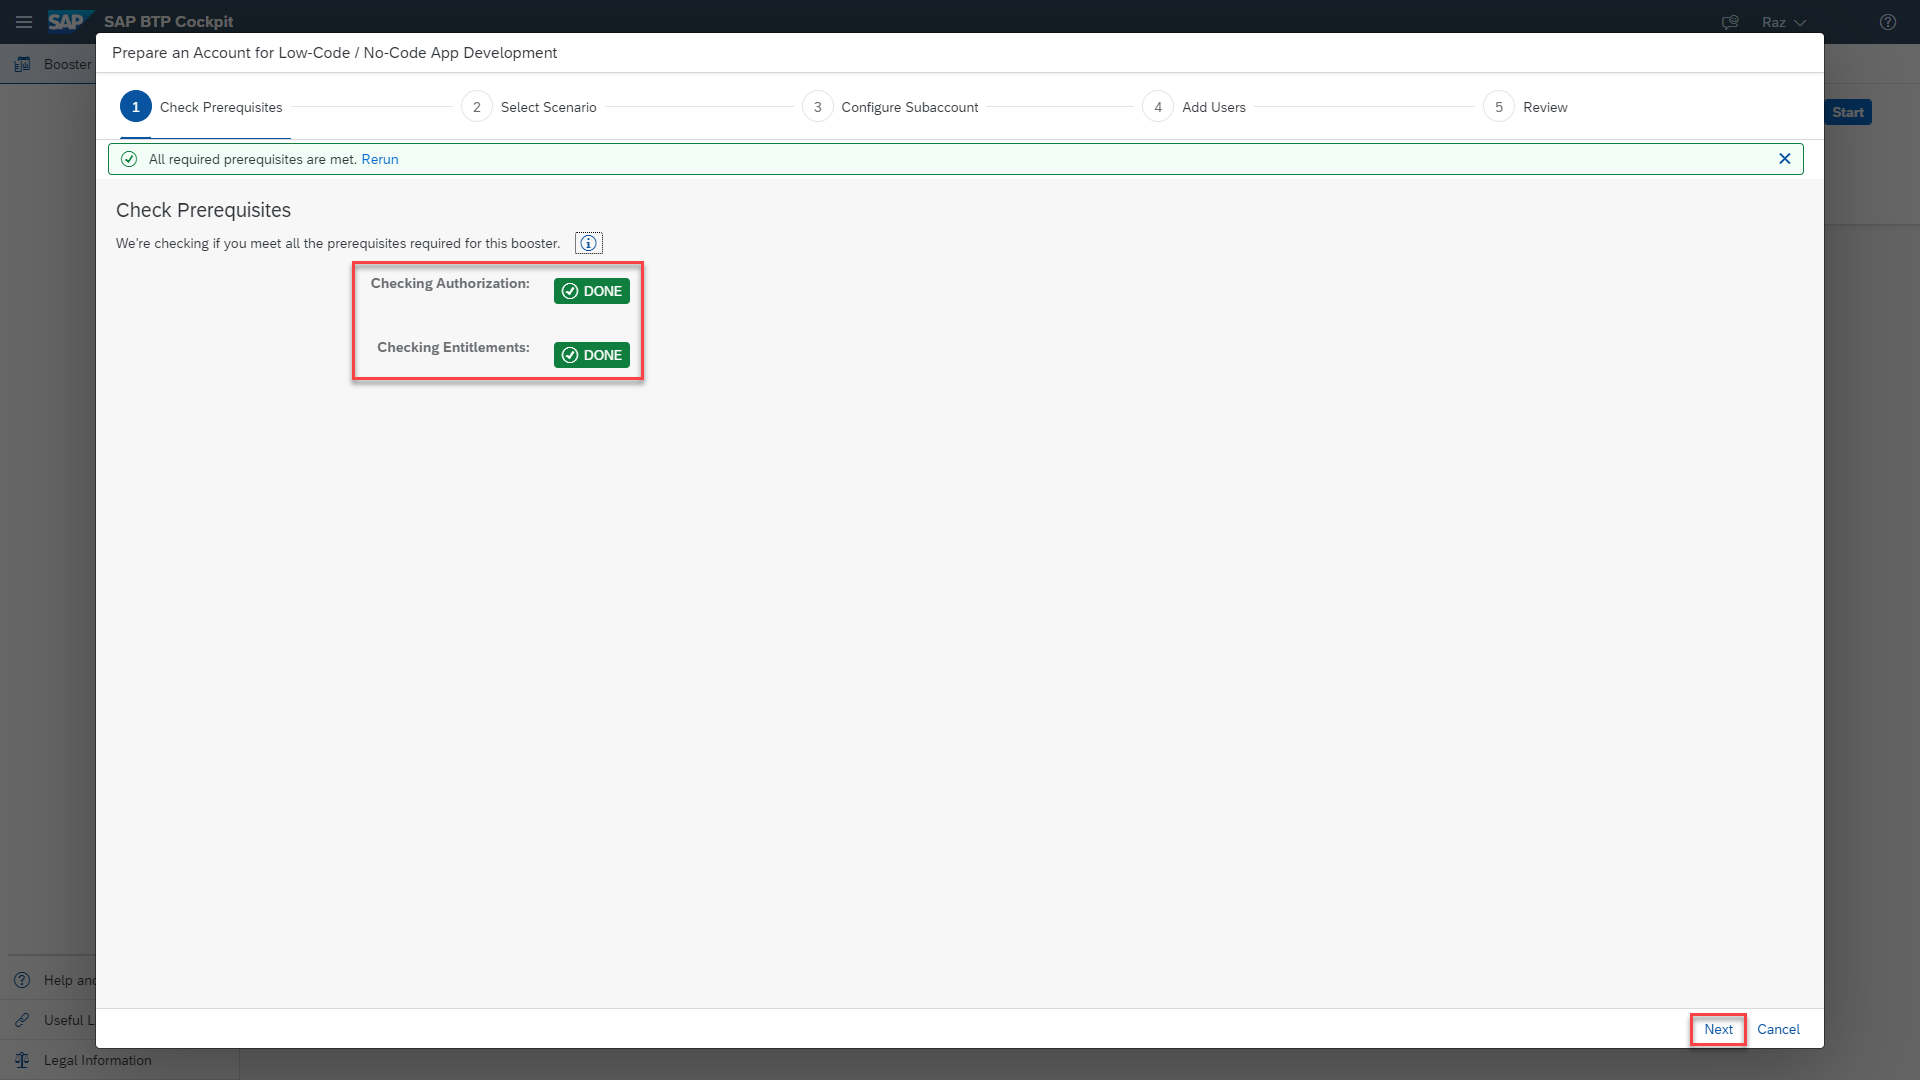 SAP SAP BTP Cockpit Raz
Booster
Prepare an Account for Low-Code / No-Code App Development
1 Check Prerequisites 2 Select Scenario 3 Configure Subaccount 4 Add Users 5 Review
Start
All required prerequisites are met. Rerun
Check Prerequisites
We're checking if you meet all the prerequisites required for this booster.
Checking Authorization: DONE
Checking Entitlements: DONE
Help and
Useful L
Legal Information
Next Cancel